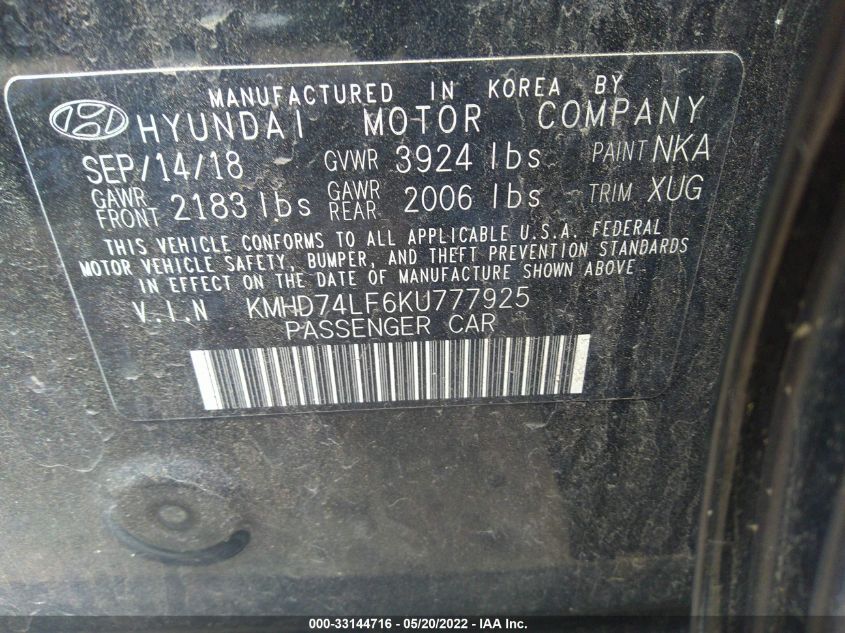 MANUFACTURED IN KOREA BY
HYUNDAI MOTOR COMPANY
SEP/14/18 GVWR 3924 lbs PAINT NKA
GAWR FRONT 2183 lbs GAWR REAR 2006 lbs TRIM XUG
THIS VEHICLE CONFORMS TO ALL APPLICABLE U.S.A. FEDERAL
MOTOR VEHICLE SAFETY, BUMPER, AND THEFT PREVENTION STANDARDS
IN EFFECT ON THE DATE OF MANUFACTURE SHOWN ABOVE
V.I.N KMHD74LF6KU777925
PASSENGER CAR
000-33144716 - 05/20/2022 - IAA Inc.